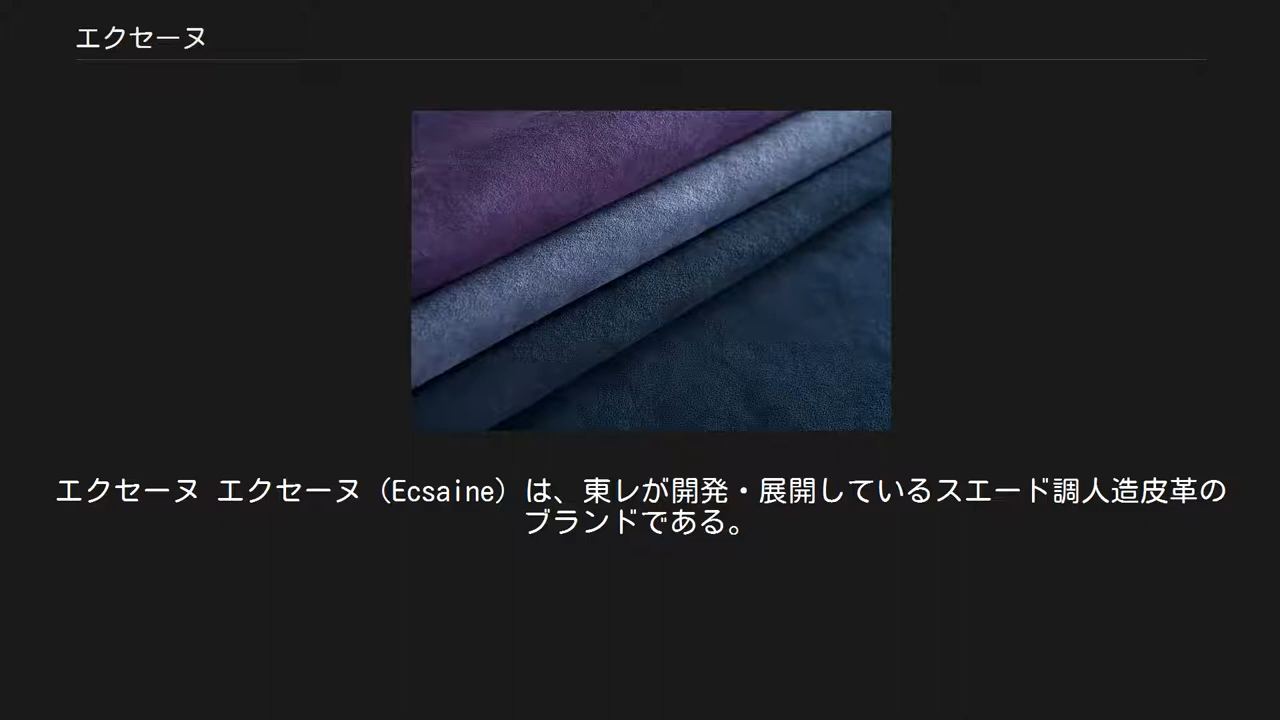 エクセーヌ
エクセーヌ エクセーヌ（Ecsaine）は、東レが開発・展開しているスエード調人造皮革の
ブランドである。